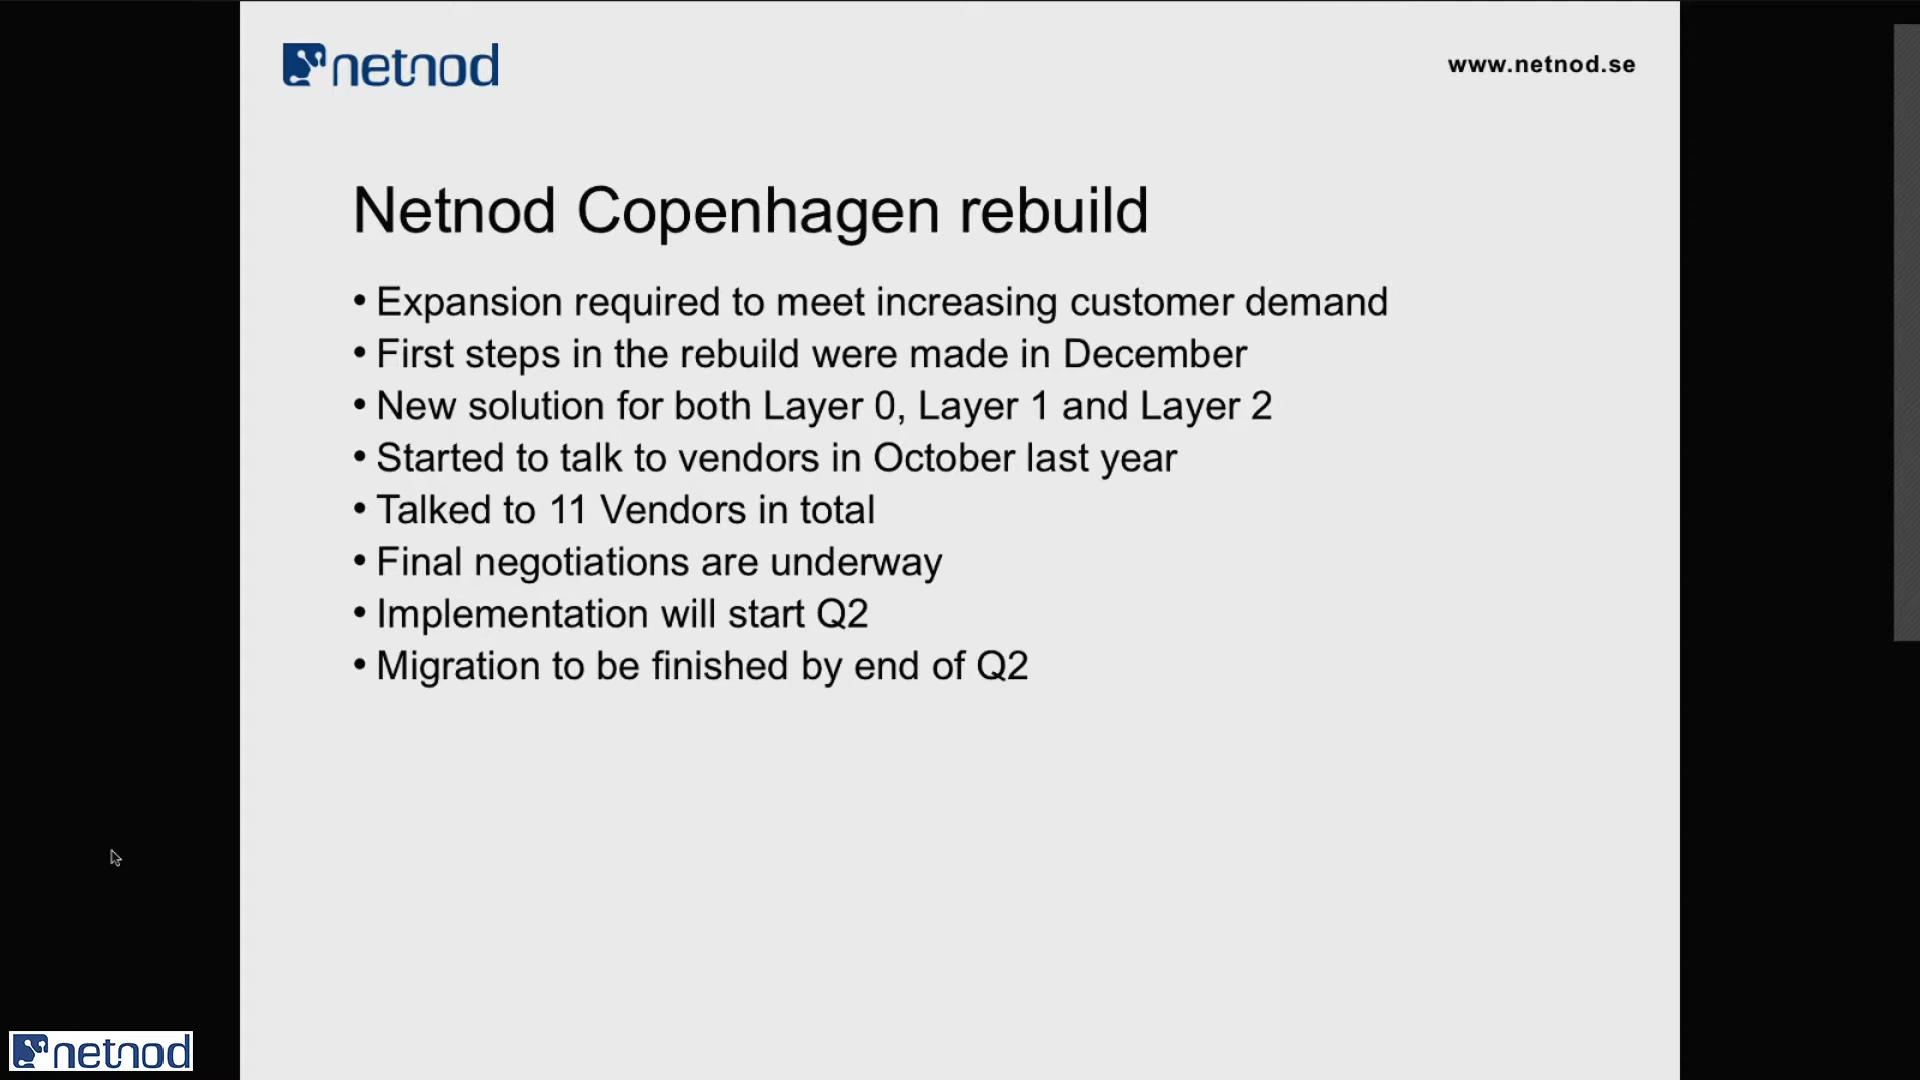 netnod
www.netnod.se
Netnod Copenhagen rebuild
• Expansion required to meet increasing customer demand
• First steps in the rebuild were made in December
• New solution for both Layer 0, Layer 1 and Layer 2
• Started to talk to vendors in October last year
• Talked to 11 Vendors in total
• Final negotiations are underway
• Implementation will start Q2
• Migration to be finished by end of Q2
netnod